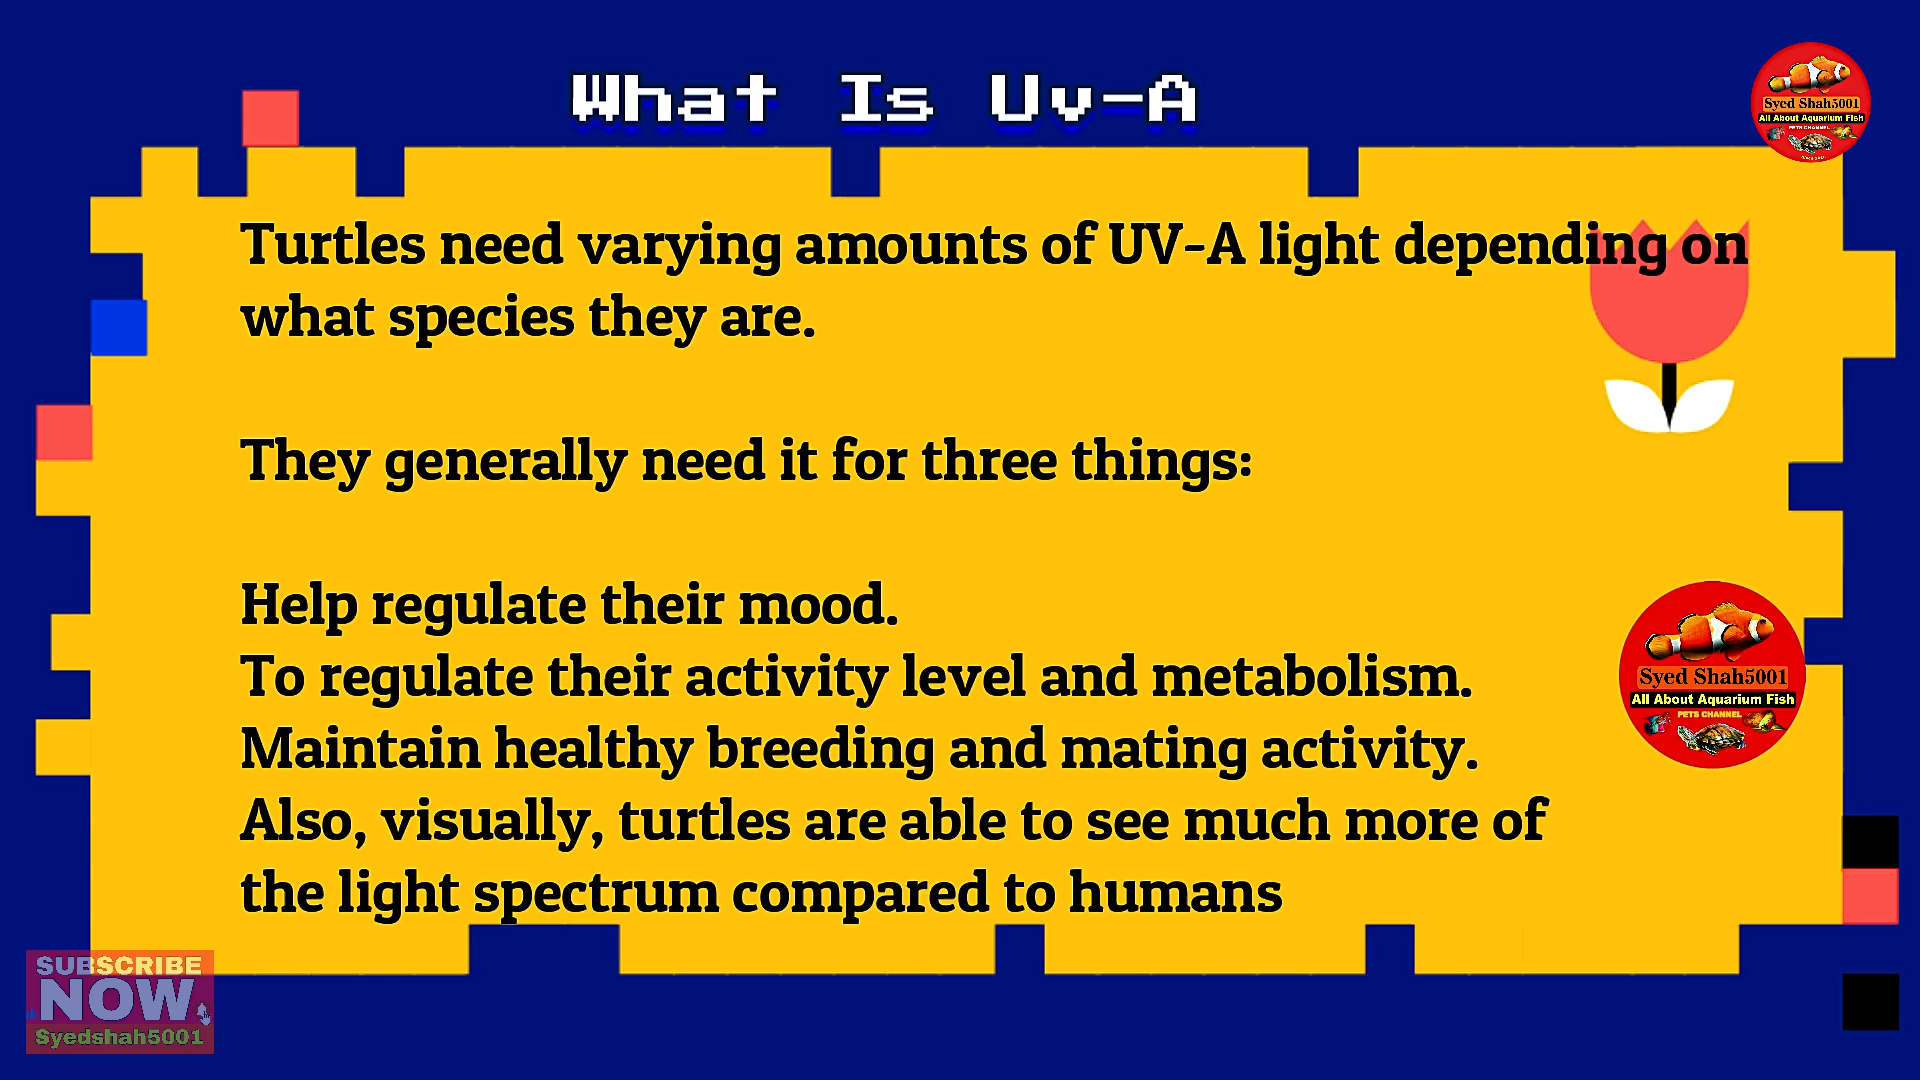 What Is Uv-A
Syed Shah5001
All About Aquarium Fish
PETS CHANNEL
Turtles need varying amounts of UV-A light depending on
what species they are.
They generally need it for three things:
Help regulate their mood.
To regulate their activity level and metabolism.
Maintain healthy breeding and mating activity.
Also, visually, turtles are able to see much more of
the light spectrum compared to humans
Syed Shah5001
All About Aquarium Fish
PETS CHANNEL
SUBSCRIBE
NOW
Syedshah5001